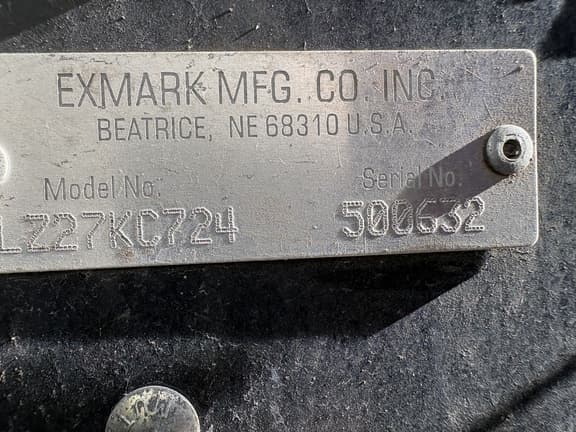 EXMARK MFG. CO. INC.
BEATRICE, NE 68310 U.S.A.
Model No. Serial No.
LZ27KC724 500632